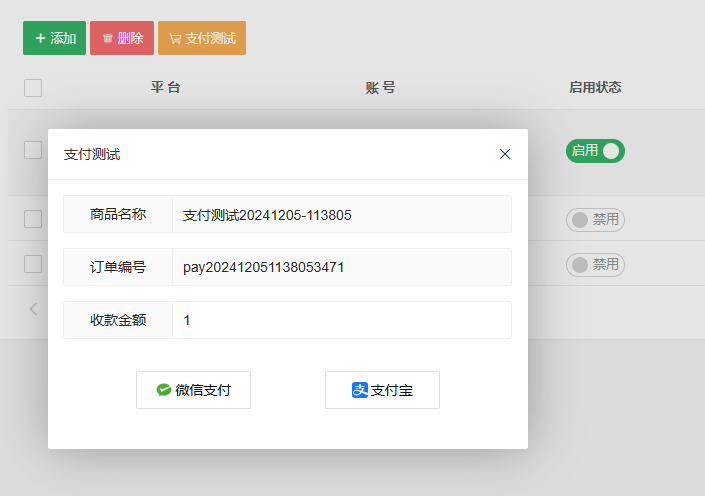 添加 删除 支付测试
平台 账号 启用状态
启用
支付测试
商品名称 支付测试20241205-113805
禁用
订单编号 pay202412051138053471
禁用
收款金额 1
微信支付 支付宝